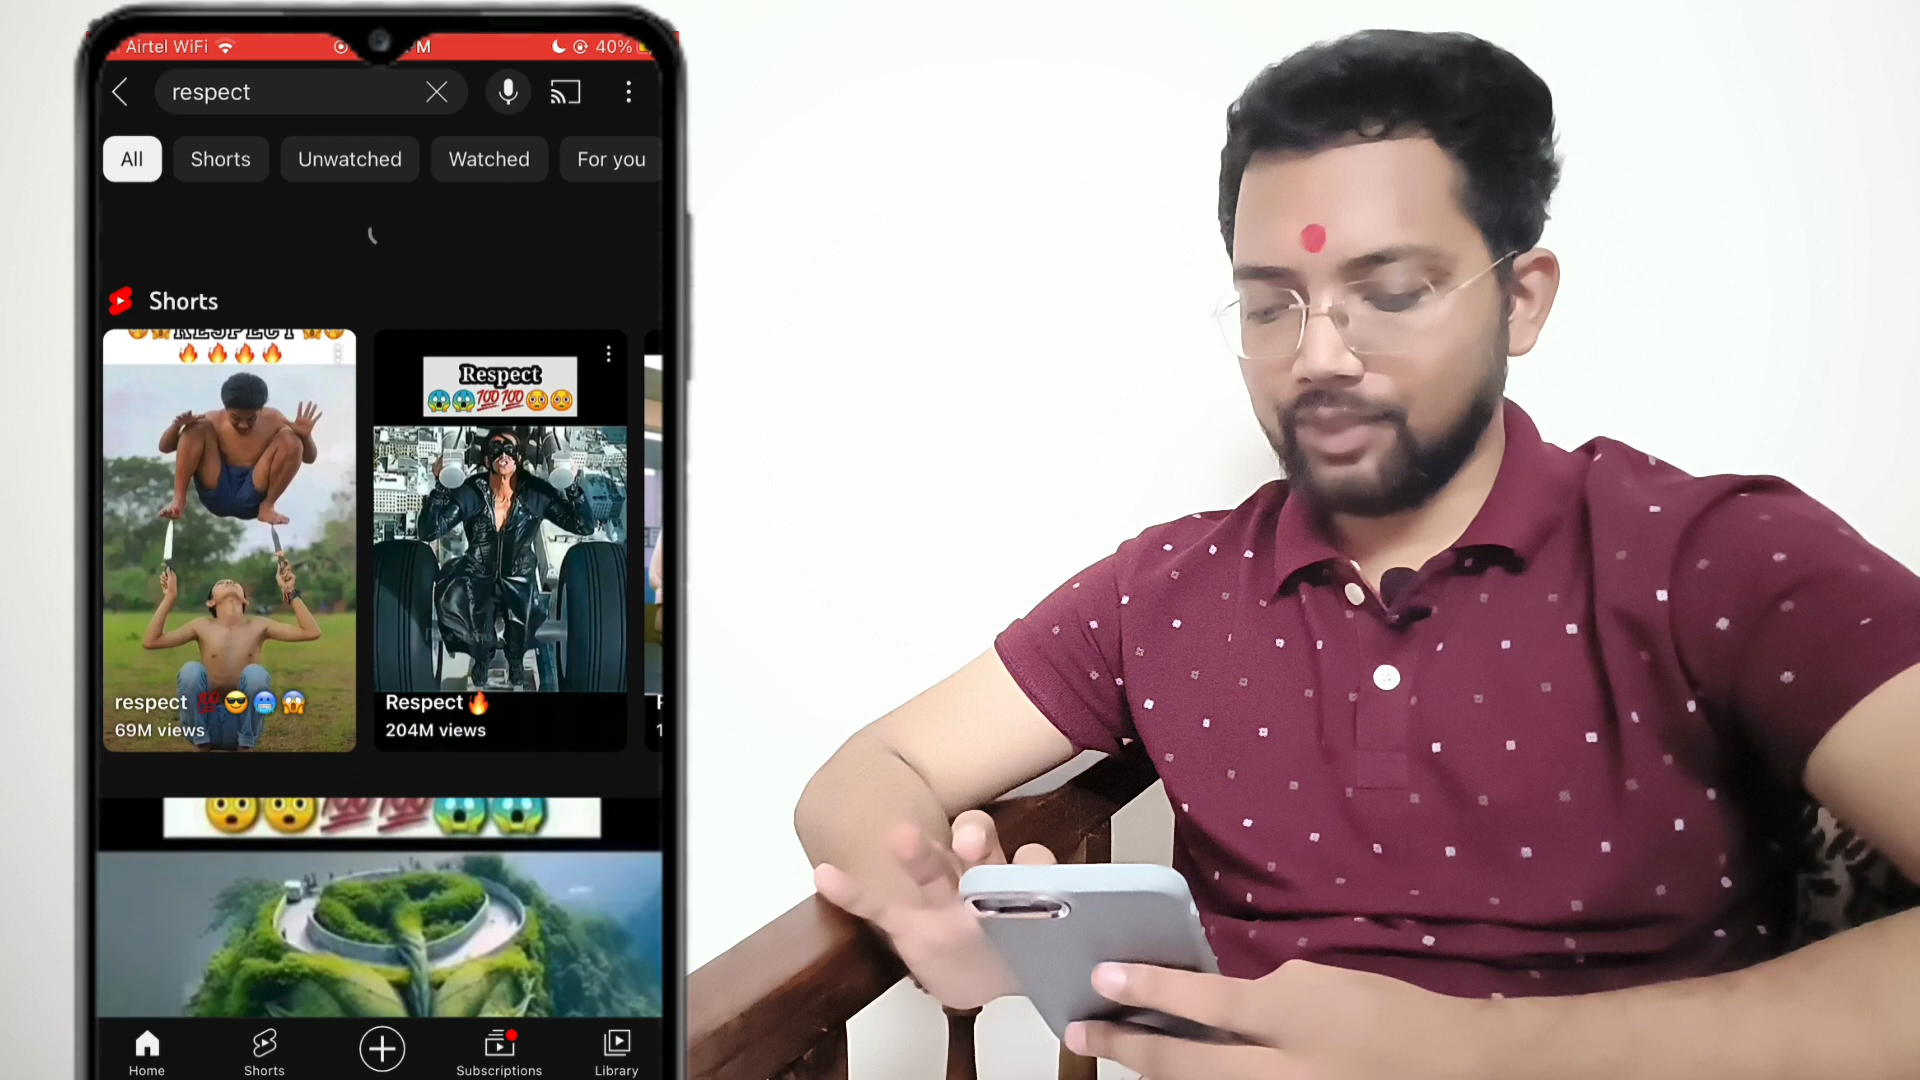 Airtel WiFi
M
40%
respect
All
Shorts
Unwatched
Watched
For you
Shorts
RESPECT
Respect
💯💯
respect 💯😎🥶😱
69M views
Respect🔥
204M views
Home
Shorts
Subscriptions
Library